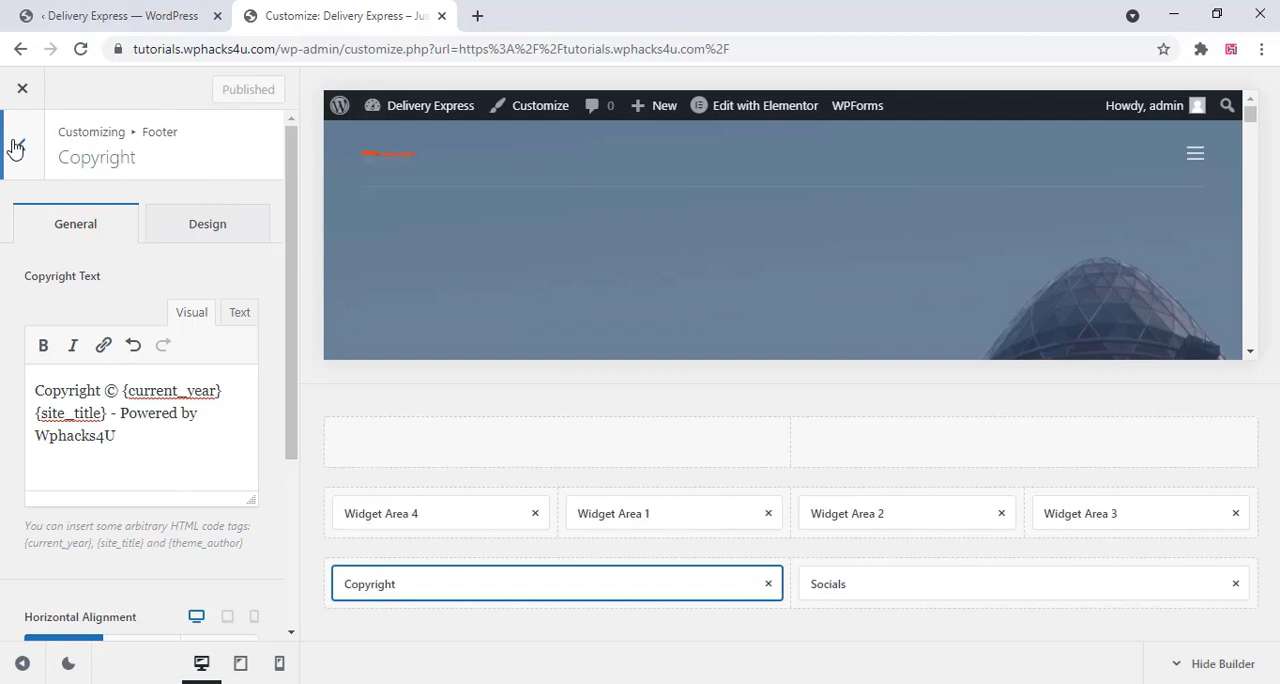 ‹ Delivery Express — WordPress
Customize: Delivery Express – Jus
tutorials.wphacks4u.com/wp-admin/customize.php?url=https%3A%2F%2Ftutorials.wphacks4u.com%2F
Published
Delivery Express
Customize
0
New
Edit with Elementor
WPForms
Howdy, admin
Customizing ▸ Footer
Copyright
General
Design
Copyright Text
Visual
Text
B
I
Copyright © {current_year}
{site_title} - Powered by
Wphacks4U
You can insert some arbitrary HTML code tags:
{current_year}, {site_title} and {theme_author}
Horizontal Alignment
Widget Area 4
Widget Area 1
Widget Area 2
Widget Area 3
Copyright
Socials
Hide Builder